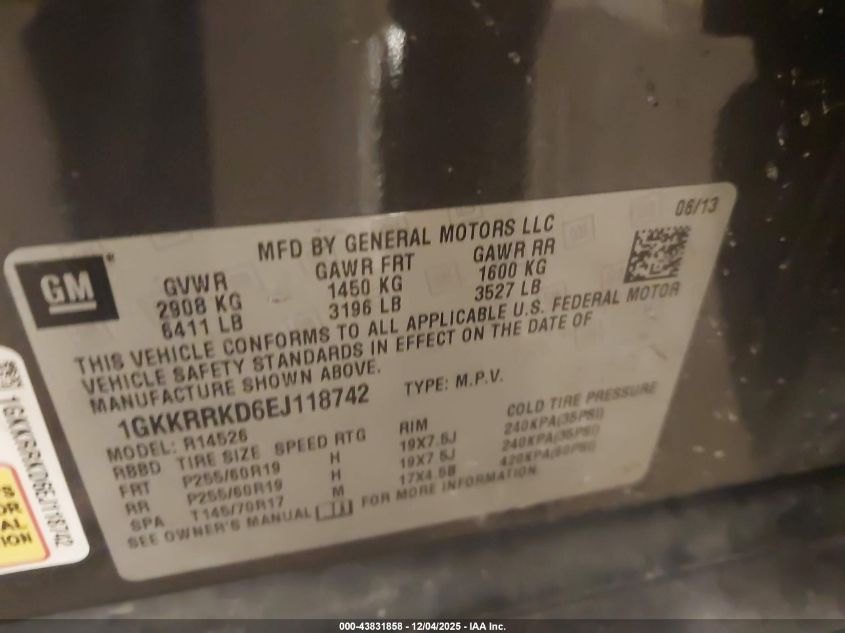 06/13
MFD BY GENERAL MOTORS LLC
GM
GVWR GAWR FRT GAWR RR
2908 KG 1450 KG 1600 KG
6411 LB 3196 LB 3527 LB
THIS VEHICLE CONFORMS TO ALL APPLICABLE U.S. FEDERAL MOTOR
VEHICLE SAFETY STANDARDS IN EFFECT ON THE DATE OF
MANUFACTURE SHOWN ABOVE.
1GKKRRKD6EJ118742 TYPE: M.P.V.
MODEL: R14526
RBBD TIRE SIZE SPEED RTG RIM COLD TIRE PRESSURE
FRT P255/60R19 H 19X7.5J 240KPA(35PSI)
RR P255/60R19 H 19X7.5J 240KPA(35PSI)
SPA T145/70R17 M 17X4.5B 420KPA(60PSI)
SEE OWNER'S MANUAL FOR MORE INFORMATION.
1GKKRRKD6EJ118742
000-43831858 - 12/04/2025 - IAA Inc.